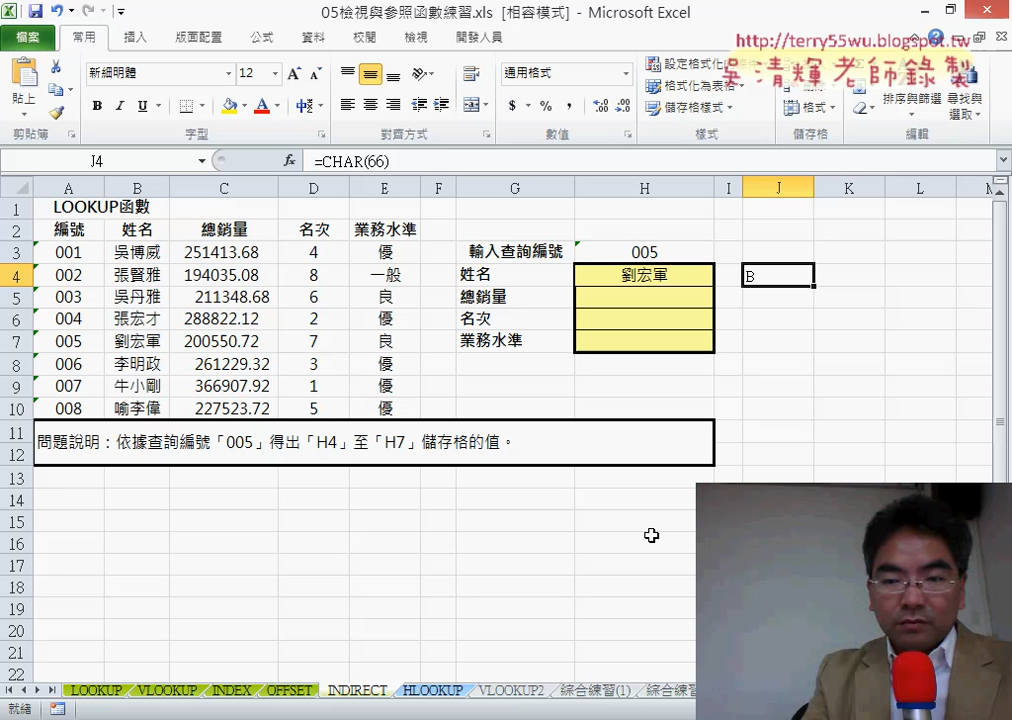 05檢視與參照函數練習.xls [相容模式] - Microsoft Excel
檔案 常用 插入 版面配置 公式 資料 校閱 檢視 開發人員
http://terry55wu.blogspot.tw
吳清輝老師錄製
貼上 新細明體 12 通用格式 設定格式化
B I U $ % , 格式化為表格 儲存格樣式 格式 排序與篩選 尋找與選取
剪貼簿 字型 對齊方式 數值 樣式 儲存格 編輯
J4 fx =CHAR(66)
A B C D E F G H I J K L M
1 LOOKUP函數
2 編號 姓名 總銷量 名次 業務水準
3 001 吳博威 251413.68 4 優 輸入查詢編號 005
4 002 張賢雅 194035.08 8 一般 姓名 劉宏軍 B
5 003 吳丹雅 211348.68 6 良 總銷量
6 004 張宏才 288822.12 2 優 名次
7 005 劉宏軍 200550.72 7 良 業務水準
8 006 李明政 261229.32 3 優
9 007 牛小剛 366907.92 1 優
10 008 喻李偉 227523.72 5 優
11 問題說明：依據查詢編號「005」得出「H4」至「H7」儲存格的值。
12
13
14
15
16
17
18
19
20
21
22
LOOKUP VLOOKUP INDEX OFFSET INDIRECT HLOOKUP VLOOKUP2 綜合練習(1) 綜合練習
就緒